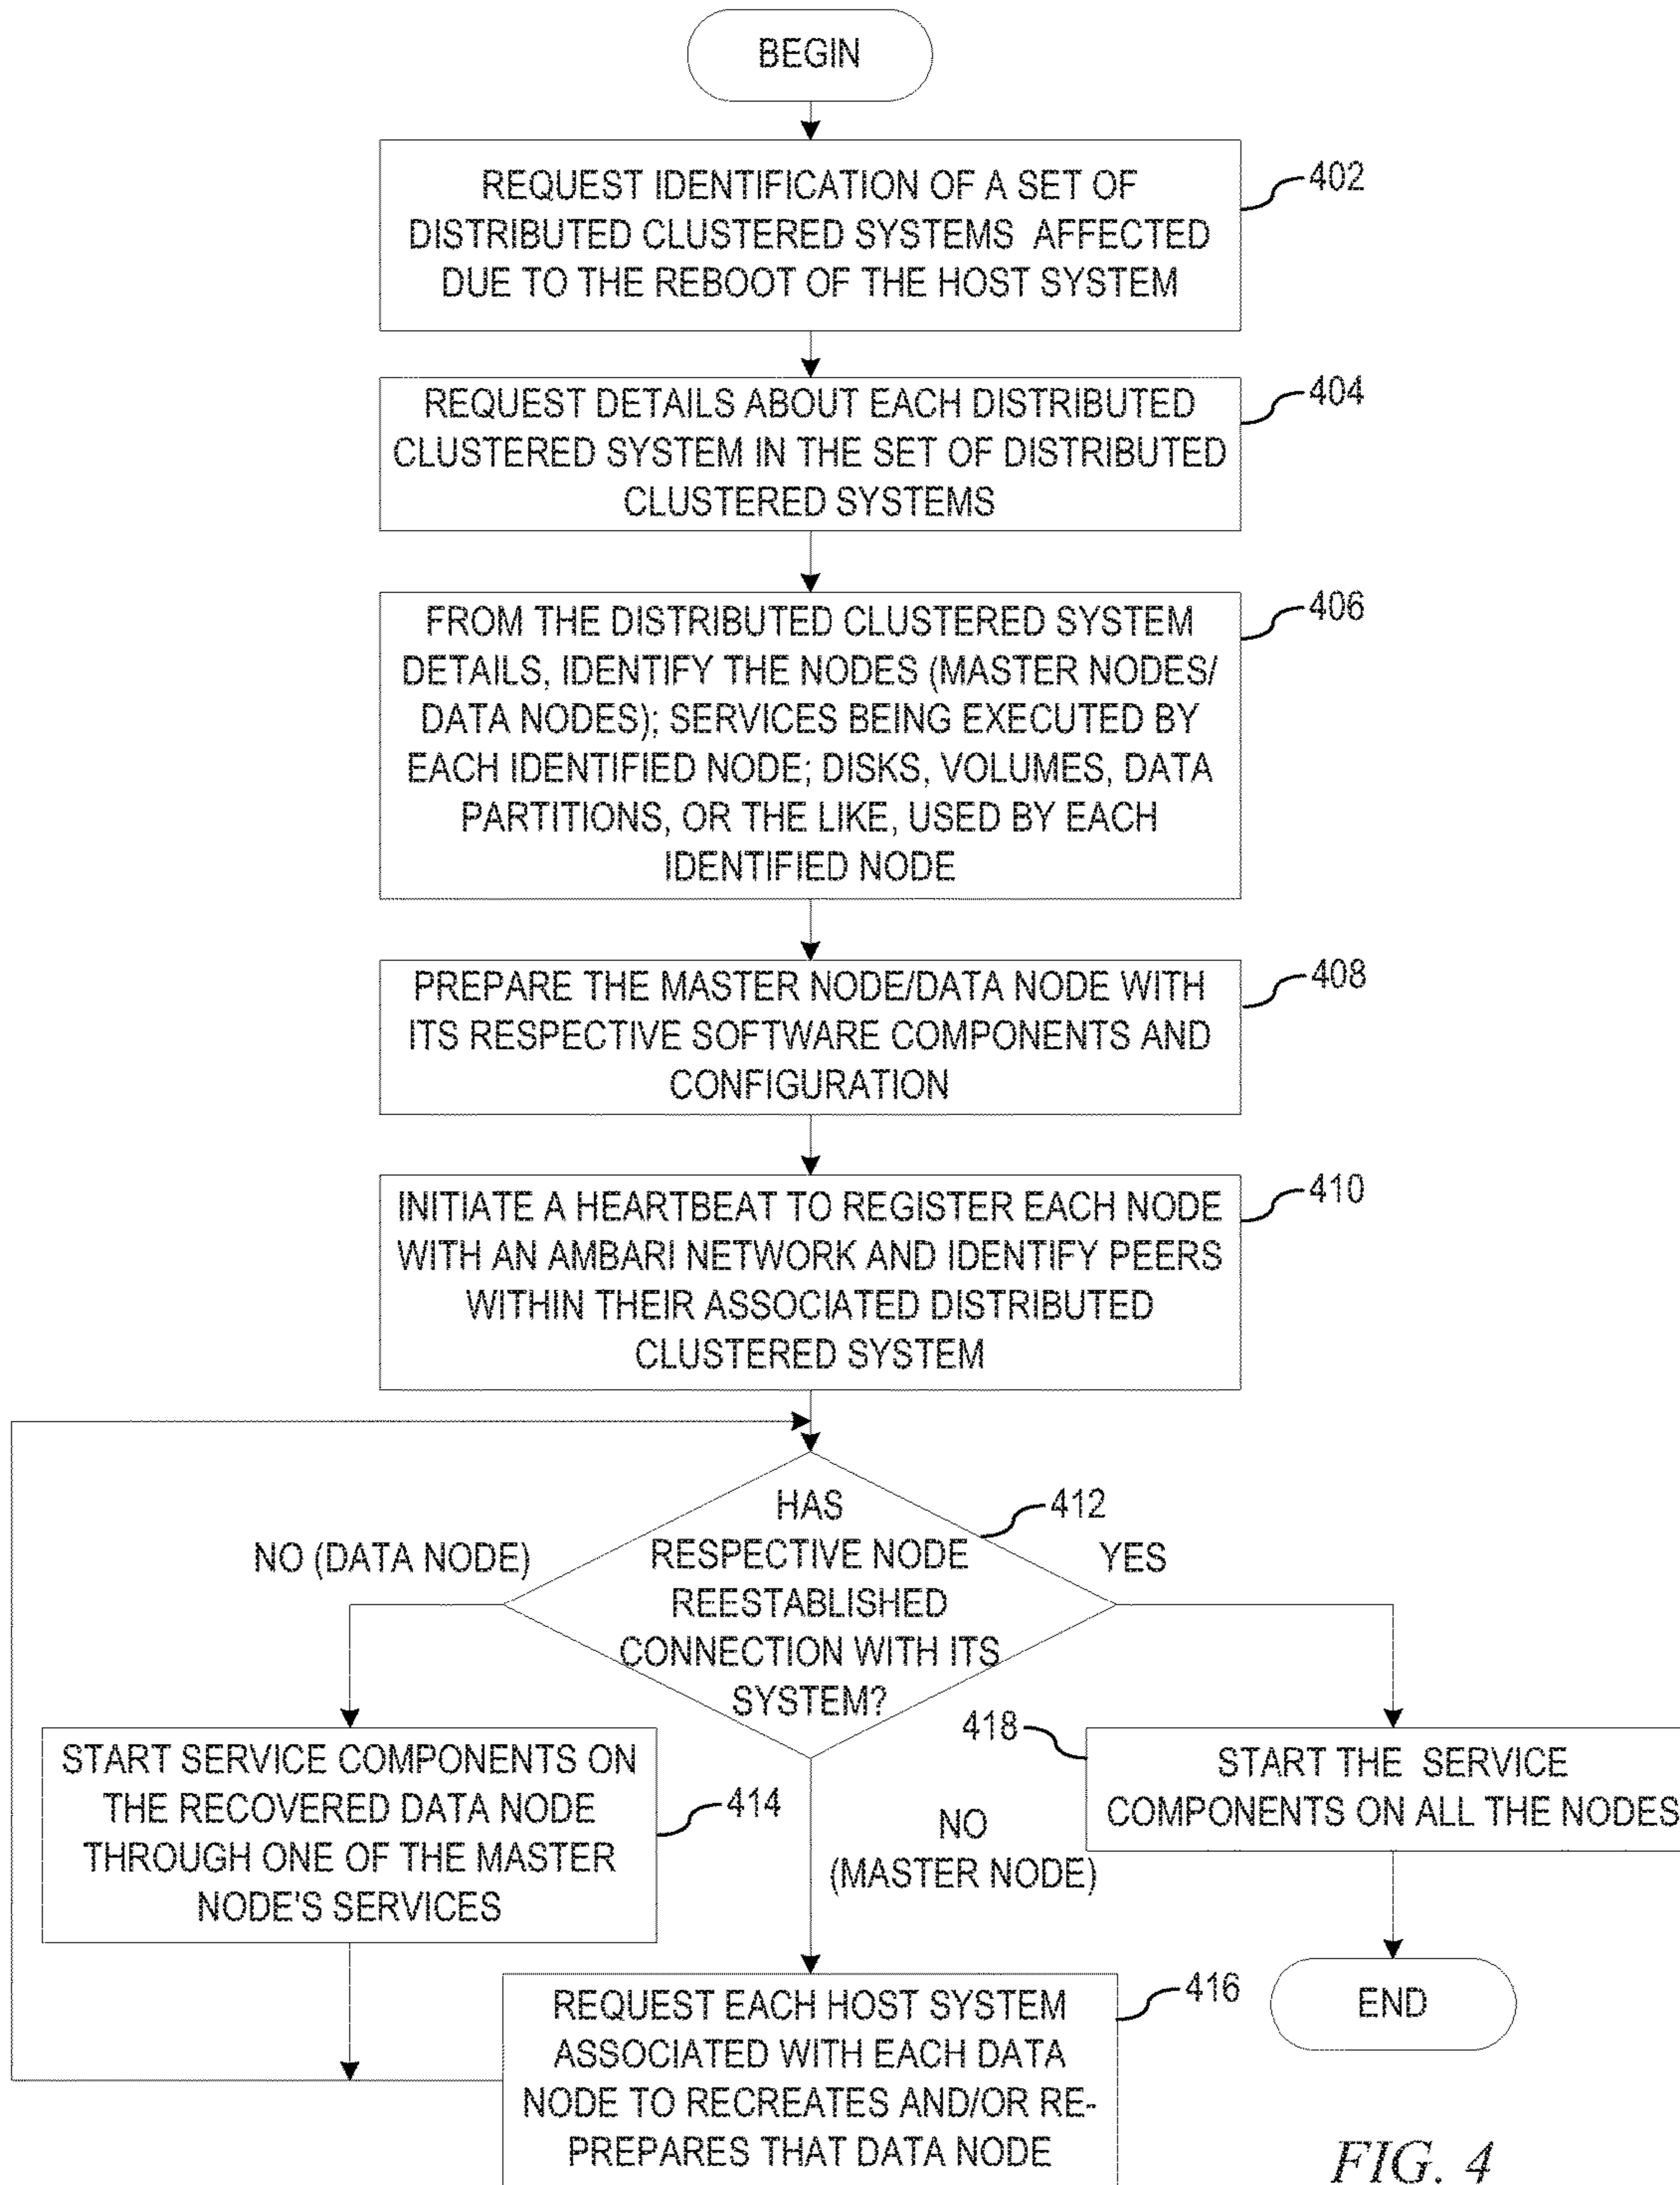 BEGIN
REQUEST IDENTIFICATION OF A SET OF
DISTRIBUTED CLUSTERED SYSTEMS AFFECTED
DUE TO THE REBOOT OF THE HOST SYSTEM
402
REQUEST DETAILS ABOUT EACH DISTRIBUTED
CLUSTERED SYSTEM IN THE SET OF DISTRIBUTED
CLUSTERED SYSTEMS
404
FROM THE DISTRIBUTED CLUSTERED SYSTEM
DETAILS, IDENTIFY THE NODES (MASTER NODES/
DATA NODES); SERVICES BEING EXECUTED BY
EACH IDENTIFIED NODE; DISKS, VOLUMES, DATA
PARTITIONS, OR THE LIKE, USED BY EACH
IDENTIFIED NODE
406
PREPARE THE MASTER NODE/DATA NODE WITH
ITS RESPECTIVE SOFTWARE COMPONENTS AND
CONFIGURATION
408
INITIATE A HEARTBEAT TO REGISTER EACH NODE
WITH AN AMBARI NETWORK AND IDENTIFY PEERS
WITHIN THEIR ASSOCIATED DISTRIBUTED
CLUSTERED SYSTEM
410
HAS
RESPECTIVE NODE
REESTABLISHED
CONNECTION WITH ITS
SYSTEM?
412
NO (DATA NODE)
YES
START SERVICE COMPONENTS ON
THE RECOVERED DATA NODE
THROUGH ONE OF THE MASTER
NODE'S SERVICES
414
NO
(MASTER NODE)
418
START THE SERVICE
COMPONENTS ON ALL THE NODES
REQUEST EACH HOST SYSTEM
ASSOCIATED WITH EACH DATA
NODE TO RECREATES AND/OR RE-
PREPARES THAT DATA NODE
416
END
FIG. 4